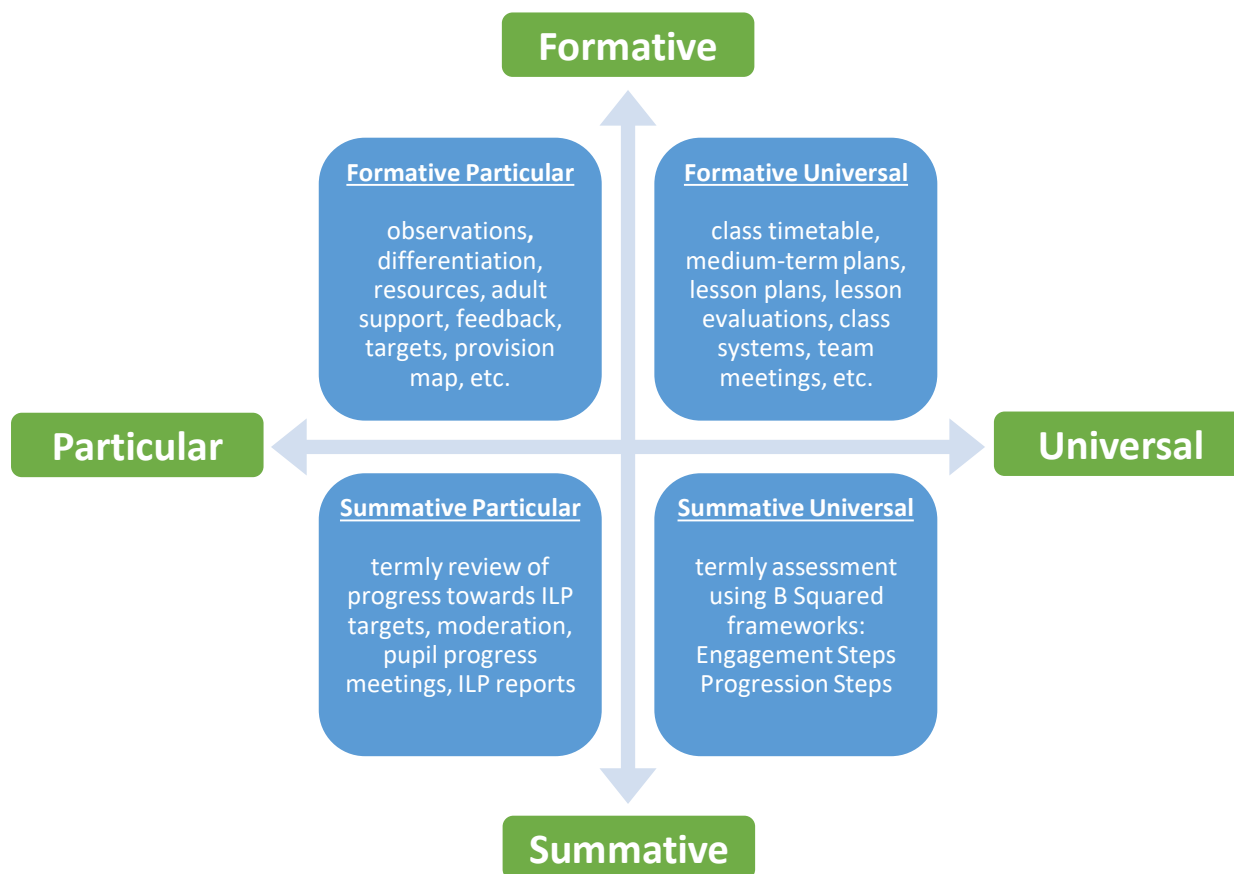 Formative
Formative Particular
observations,
differentiation,
resources, adult
support, feedback,
targets, provision
map, etc.
Formative Universal
class timetable,
medium-term plans,
lesson plans, lesson
evaluations, class
systems, team
meetings, etc.
Particular
Universal
Summative Particular
termly review of
progress towards ILP
targets, moderation,
pupil progress
meetings, ILP reports
Summative Universal
termly assessment
using B Squared
frameworks:
Engagement Steps
Progression Steps
Summative